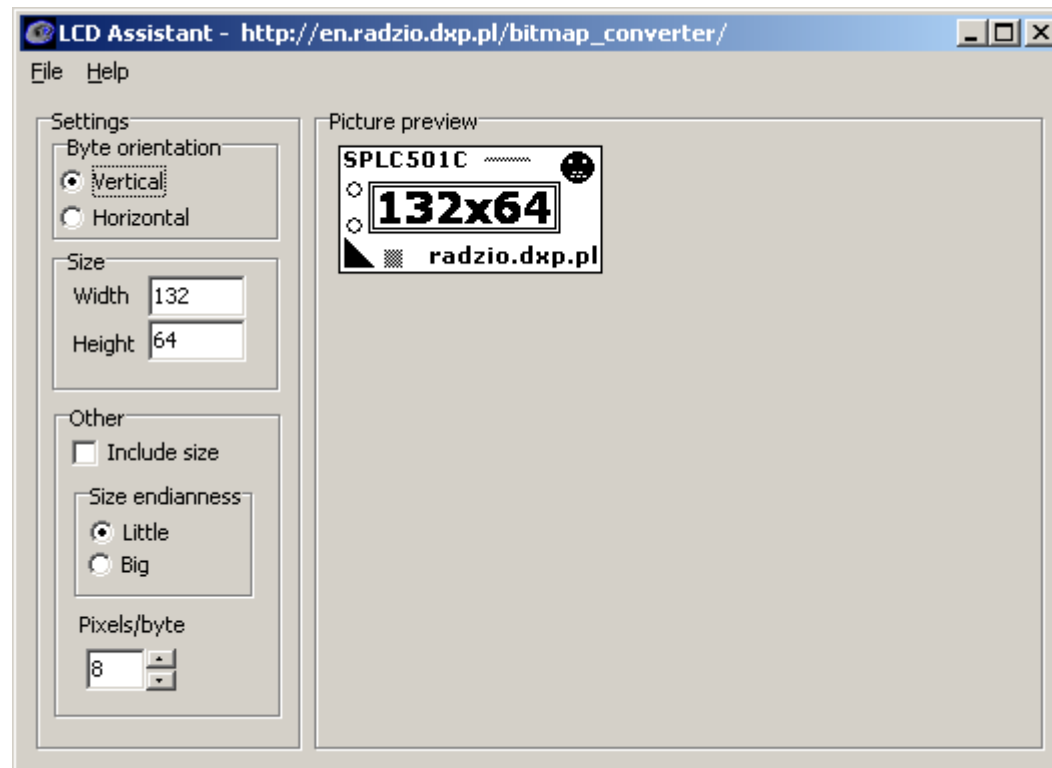 LCD Assistant - http://en.radzio.dxp.pl/bitmap_converter/
File Help
Settings
Byte orientation
Vertical
Horizontal
Size
Width 132
Height 64
Other
Include size
Size endianness
Little
Big
Pixels/byte
8
Picture preview
SPLC501C
132x64
radzio.dxp.pl